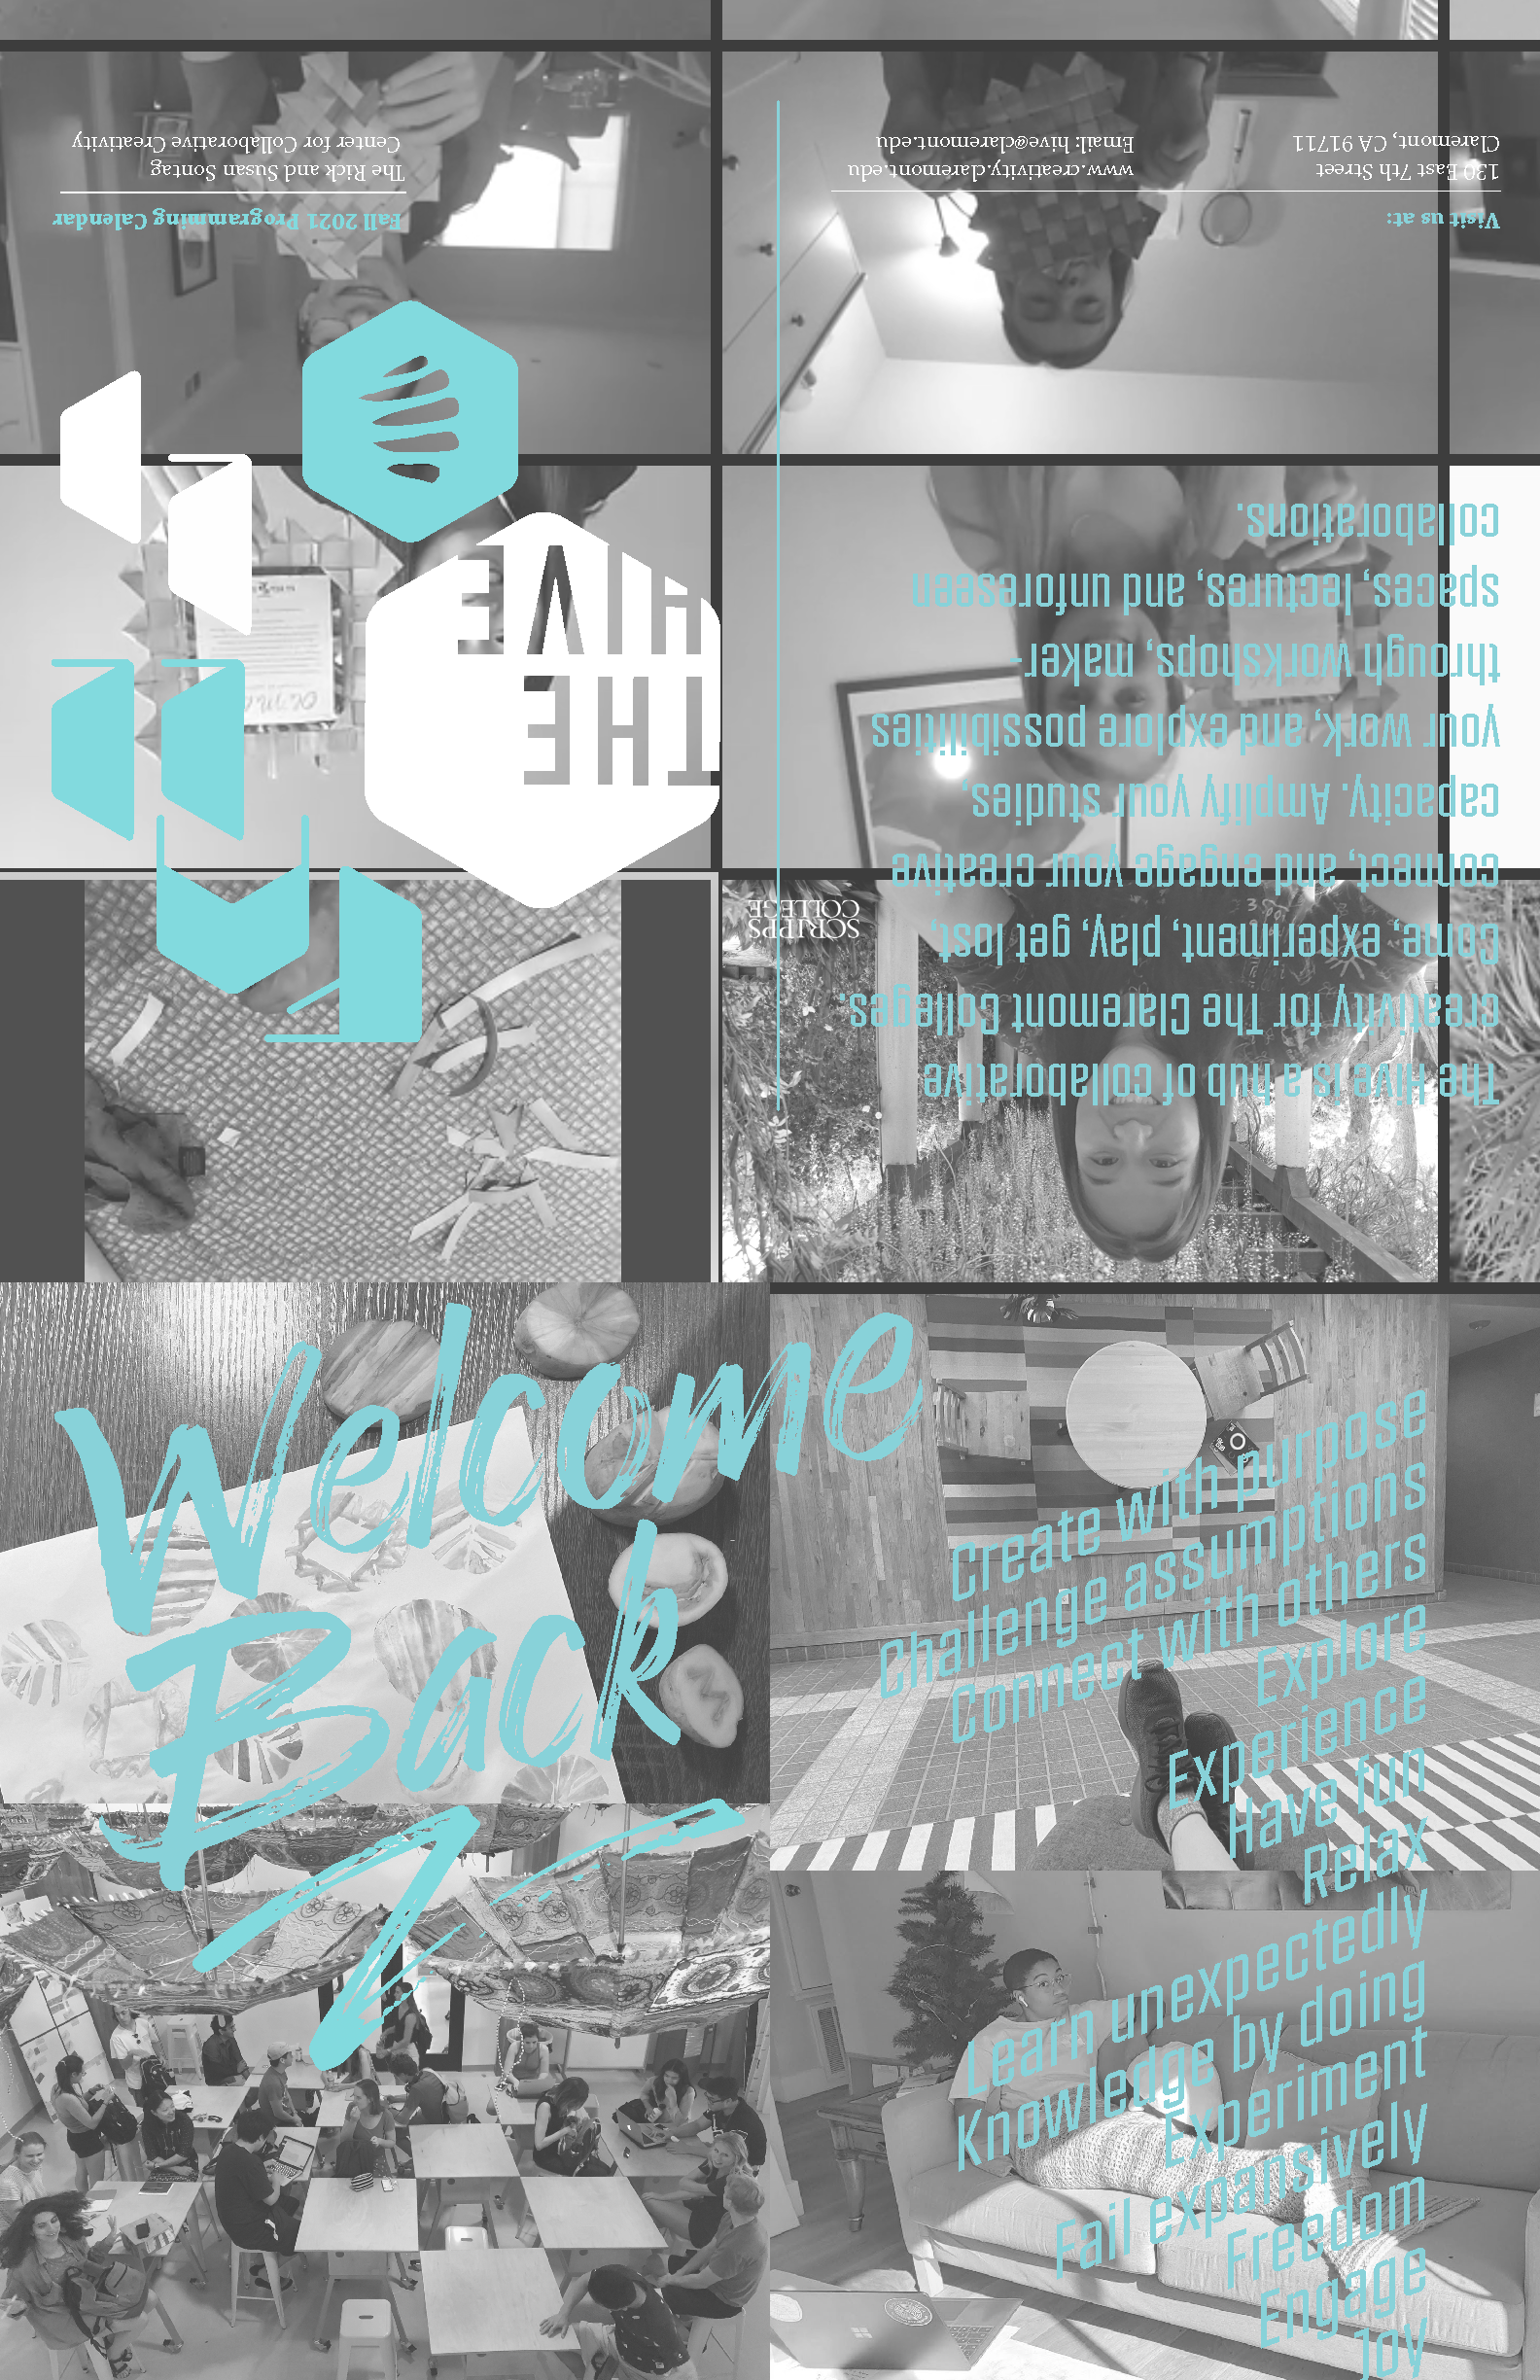 Fall 2021 Programming Calendar
The Rick and Susan Sontag
Center for Collaborative Creativity
THE
HIVE
The Hive is a hub of collaborative
creativity for The Claremont Colleges.
Come, experiment, play, get lost,
connect, and engage your creative
capacity. Amplify your studies,
your work, and explore possibilities
through workshops, maker-
spaces, lectures, and unforeseen
collaborations.
SCRIPPS
COLLEGE
Visit us at:
130 East 7th Street
Claremont, CA 91711
www.creativity.claremont.edu
Email: hive@claremont.edu
Welcome
Back
Create with purpose
Challenge assumptions
Connect with others
Explore
Experience
Have fun
Relax
Learn unexpectedly
Knowledge by doing
Experiment
Fail expansively
Freedom
Engage
Joy